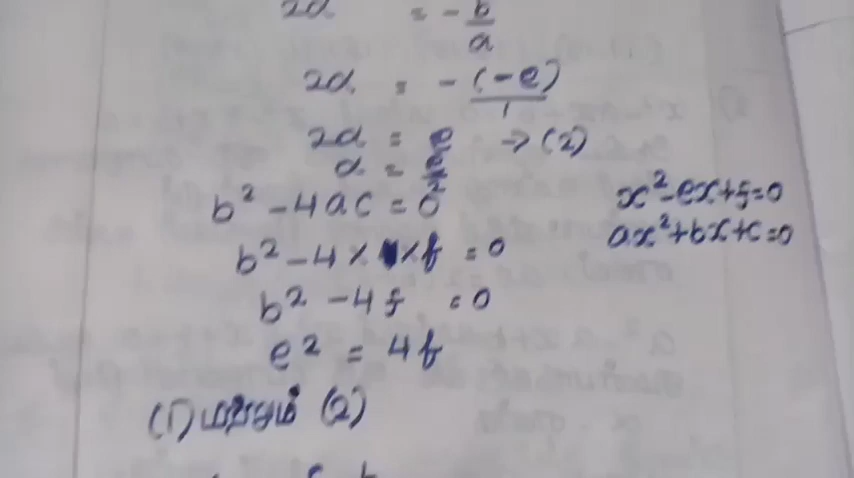 2α = - b/a
2α = - (-e)/1
2α = e → (2)
α = e/2
b² - 4ac = 0
x² - ex + f = 0
ax² + bx + c = 0
b² - 4 × 1 × f = 0
b² - 4f = 0
e² = 4f
(1) மற்றும் (2)